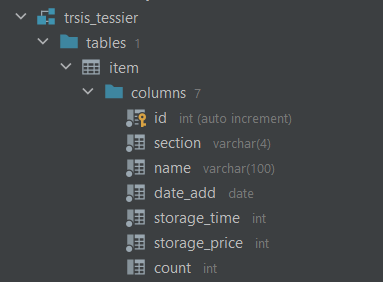 trsis_tessier
tables 1
item
columns 7
id int (auto increment)
section varchar(4)
name varchar(100)
date_add date
storage_time int
storage_price int
count int